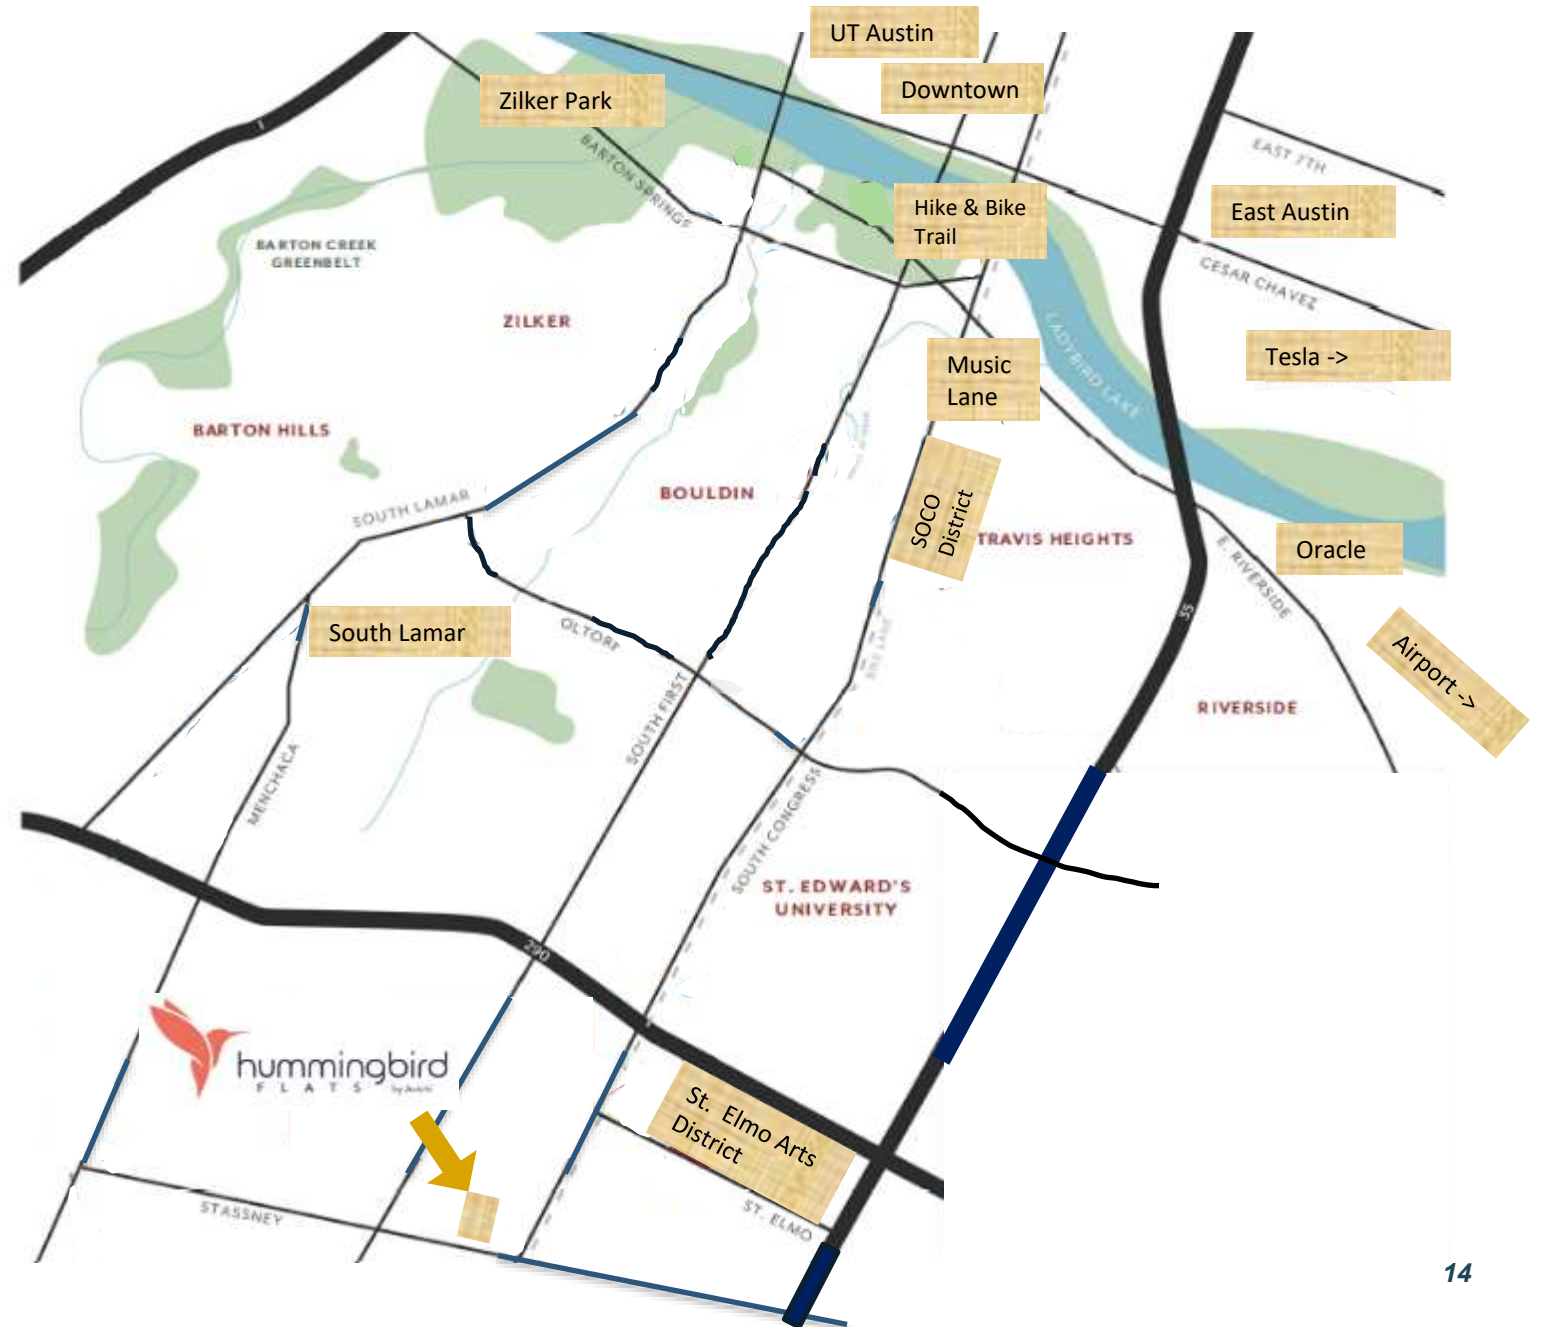 UT Austin
Downtown
Zilker Park
1
BARTON SPRINGS
EAST 7TH
Hike & Bike
Trail
East Austin
BARTON CREEK
GREENBELT
CESAR CHAVEZ
ZILKER
LADYBIRD LAKE
Music
Lane
Tesla ->
BARTON HILLS
BOULDIN
SOUTH LAMAR
SOCO
District
TRAVIS HEIGHTS
E. RIVERSIDE
Oracle
35
South Lamar
OLTORF
Airport ->
SOUTH FIRST
RIVERSIDE
MENCHACA
SOUTH CONGRESS
ST. EDWARD'S
UNIVERSITY
290
hummingbird
FLATS
St. Elmo Arts
District
STASSNEY
ST. ELMO
14